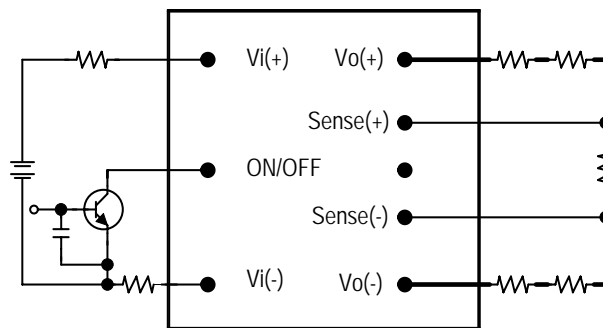 Vi(+) Vo(+)
Sense(+)
ON/OFF
Sense(-)
Vi(-) Vo(-)